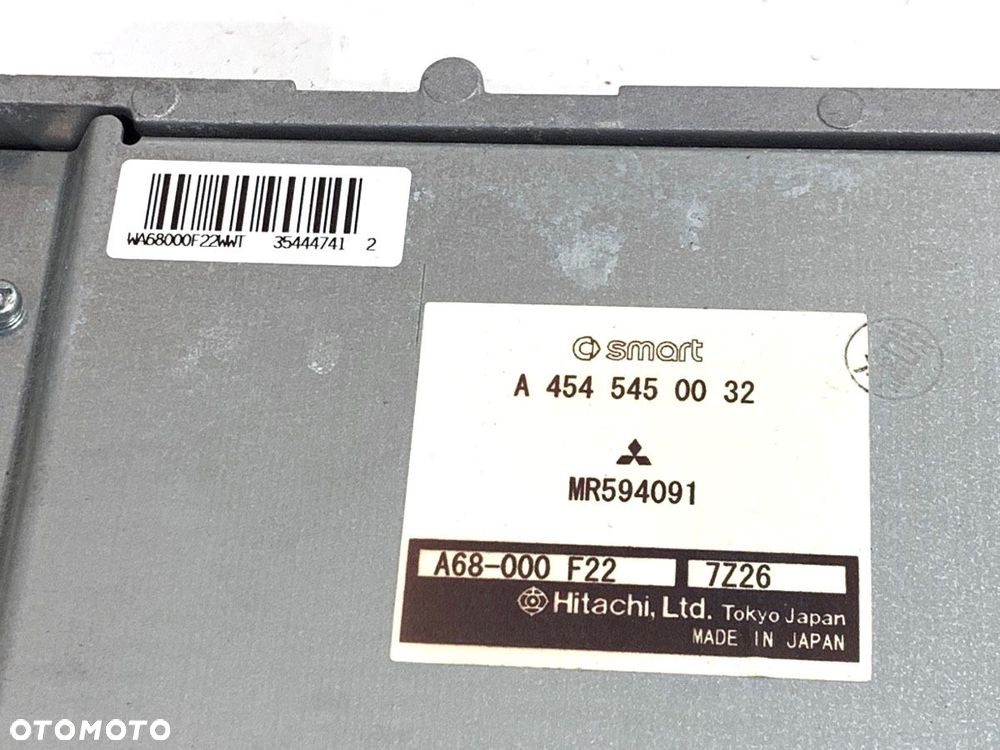 WA68000F22WWT 35444741 2
smart
A 454 545 00 32
MR594091
A68-000 F22 7Z26
Hitachi, Ltd. Tokyo Japan
MADE IN JAPAN
OTOMOTO